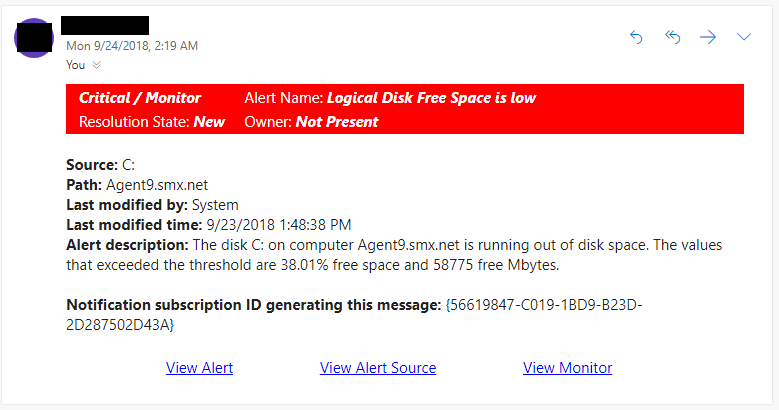 Mon 9/24/2018, 2:19 AM
You
Critical / Monitor Alert Name: Logical Disk Free Space is low
Resolution State: New Owner: Not Present
Source: C:
Path: Agent9.smx.net
Last modified by: System
Last modified time: 9/23/2018 1:48:38 PM
Alert description: The disk C: on computer Agent9.smx.net is running out of disk space. The values
that exceeded the threshold are 38.01% free space and 58775 free Mbytes.
Notification subscription ID generating this message: {56619847-C019-1BD9-B23D-
2D287502D43A}
View Alert View Alert Source View Monitor